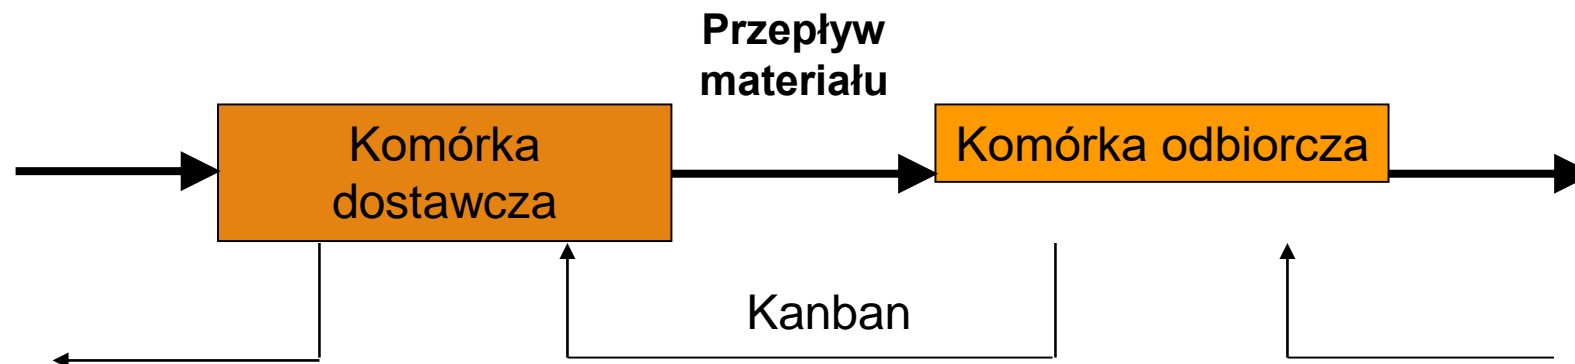 Przepływ
materiału
Komórka
dostawcza
Komórka odbiorcza
Kanban